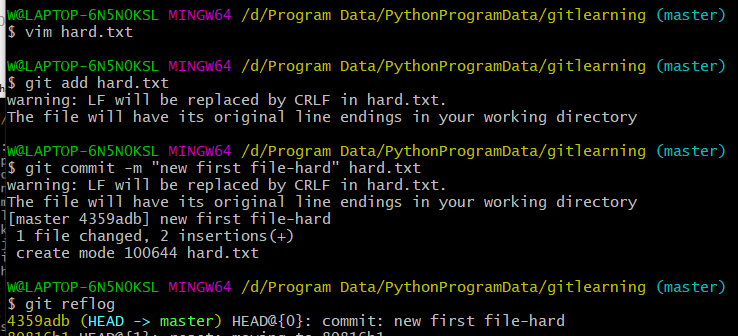 W@LAPTOP-6N5N0KSL MINGW64 /d/Program Data/PythonProgramData/gitlearning (master)
$ vim hard.txt
W@LAPTOP-6N5N0KSL MINGW64 /d/Program Data/PythonProgramData/gitlearning (master)
$ git add hard.txt
warning: LF will be replaced by CRLF in hard.txt.
The file will have its original line endings in your working directory
W@LAPTOP-6N5N0KSL MINGW64 /d/Program Data/PythonProgramData/gitlearning (master)
$ git commit -m "new first file-hard" hard.txt
warning: LF will be replaced by CRLF in hard.txt.
The file will have its original line endings in your working directory
[master 4359adb] new first file-hard
 1 file changed, 2 insertions(+)
 create mode 100644 hard.txt
W@LAPTOP-6N5N0KSL MINGW64 /d/Program Data/PythonProgramData/gitlearning (master)
$ git reflog
4359adb (HEAD -> master) HEAD@{0}: commit: new first file-hard